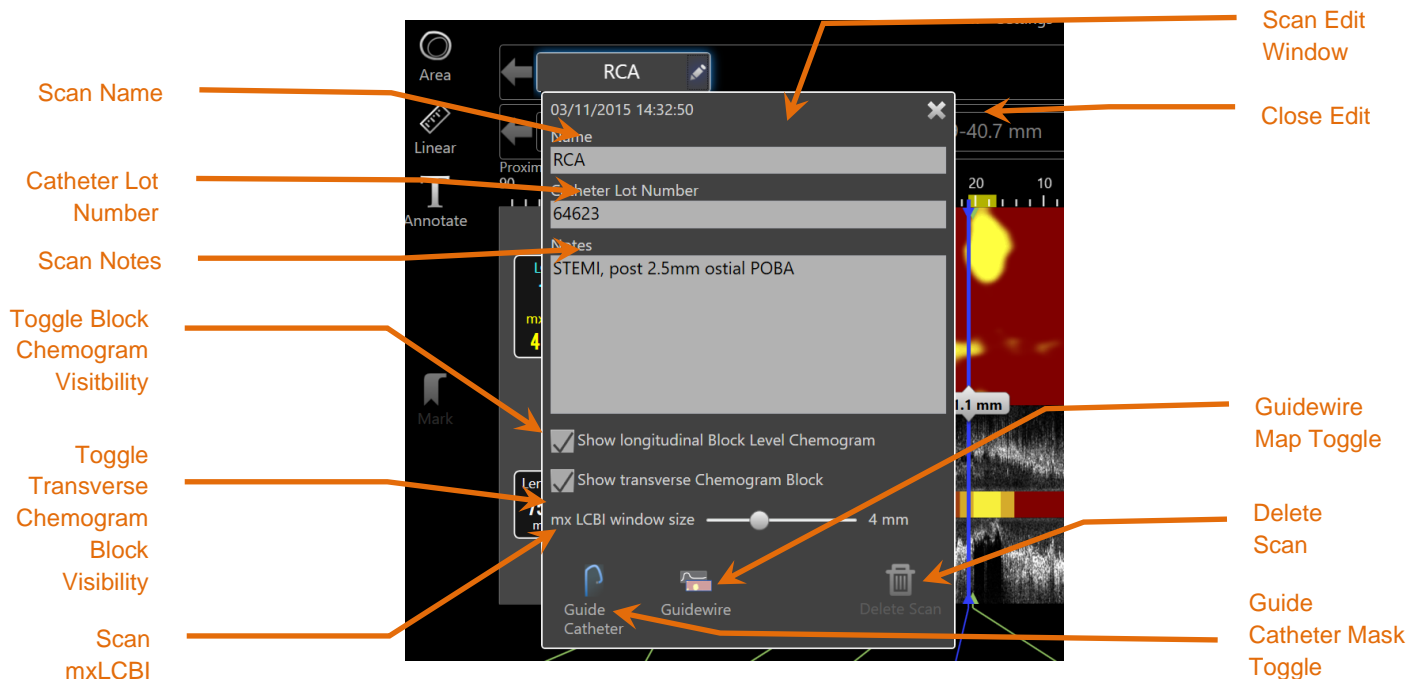 Scan Edit
Window
Close Edit
Guidewire
Map Toggle
Delete
Scan
Guide
Catheter Mask
Toggle
Scan Name
Catheter Lot
Number
Scan Notes
Toggle Block
Chemogram
Visitbility
Toggle
Transverse
Chemogram
Block
Visibility
Scan
mxLCBI
Area
Linear
Annotate
Mark
RCA
03/11/2015 14:32:50
Name
RCA
Catheter Lot Number
64623
Notes
STEMI, post 2.5mm ostial POBA
Show longitudinal Block Level Chemogram
Show transverse Chemogram Block
mx LCBI window size 4 mm
Guide
Catheter
Guidewire
Delete Scan
-40.7 mm
20 10
90
1.1 mm